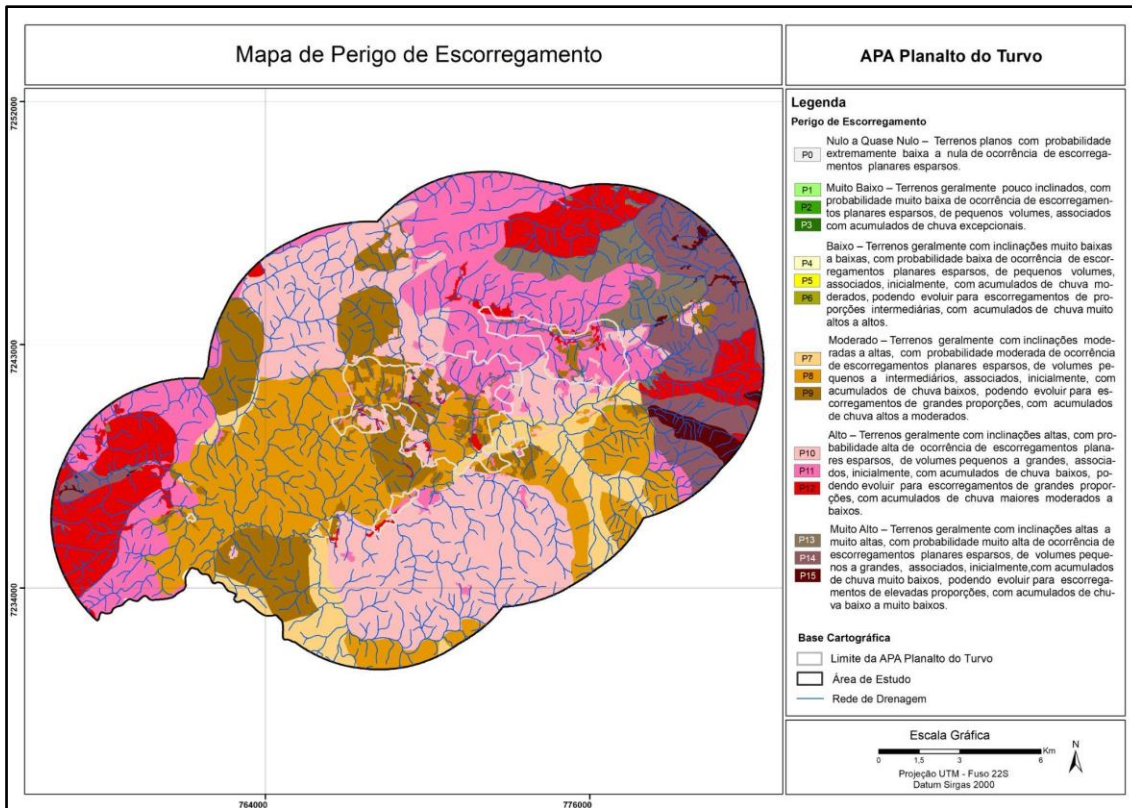 Mapa de Perigo de Escorregamento
APA Planalto do Turvo
7252000
7243000
7234000
764000
776000
Legenda
Perigo de Escorregamento
P0
Nulo a Quase Nulo – Terrenos planos com probabilidade
extremamente baixa a nula de ocorrência de escorrega-
mentos planares esparsos.
P1
P2
P3
Muito Baixo – Terrenos geralmente pouco inclinados, com
probabilidade muito baixa de ocorrência de escorregamen-
tos planares esparsos, de pequenos volumes, associados
com acumulados de chuva excepcionais.
P4
P5
P6
Baixo – Terrenos geralmente com inclinações muito baixas
a baixas, com probabilidade baixa de ocorrência de escor-
regamentos planares esparsos, de pequenos volumes,
associados, inicialmente, com acumulados de chuva mo-
derados, podendo evoluir para escorregamentos de pro-
porções intermediárias, com acumulados de chuva muito
altos a altos.
P7
P8
P9
Moderado – Terrenos geralmente com inclinações mode-
radas a altas, com probabilidade moderada de ocorrência
de escorregamentos planares esparsos, de volumes pe-
quenos a intermediários, associados, inicialmente, com
acumulados de chuva baixos, podendo evoluir para es-
corregamentos de grandes proporções, com acumulados
de chuva altos a moderados.
P10
P11
P12
Alto – Terrenos geralmente com inclinações altas, com pro-
babilidade alta de ocorrência de escorregamentos plana-
res esparsos, de volumes pequenos a grandes, associa-
dos, inicialmente, com acumulados de chuva baixos, po-
dendo evoluir para escorregamentos de grandes propor-
ções, com acumulados de chuva maiores moderados a
baixos.
P13
P14
P15
Muito Alto – Terrenos geralmente com inclinações altas a
muito altas, com probabilidade muito alta de ocorrência de
escorregamentos planares esparsos, de volumes peque-
nos a grandes, associados, inicialmente,com acumulados
de chuva muito baixos, podendo evoluir para escorrega-
mentos de elevadas proporções, com acumulados de chu-
va baixo a muito baixos.
Base Cartográfica
Limite da APA Planalto do Turvo
Área de Estudo
Rede de Drenagem
Escala Gráfica
Km
0 1,5 3 6
N
Projeção UTM - Fuso 22S
Datum Sirgas 2000